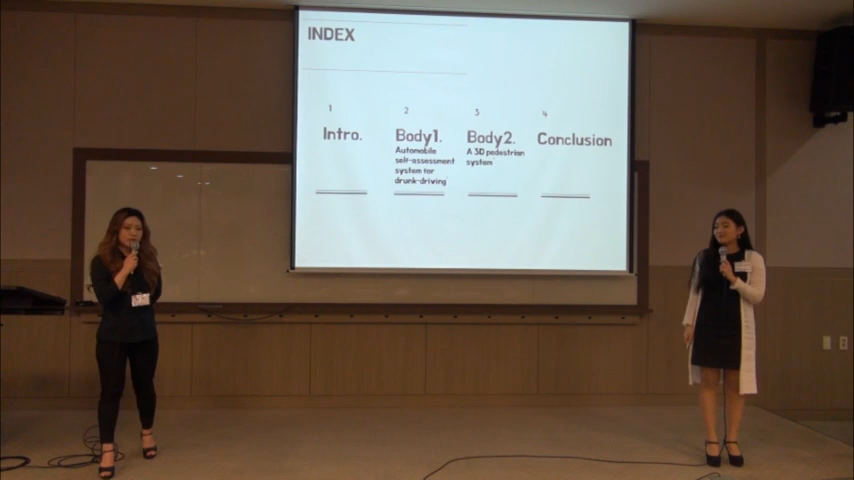 INDEX
1
Intro.
2
Body1.
Automobile
self-assessment
system for
drunk-driving
3
Body2.
A 3D pedestrian
system
4
Conclusion